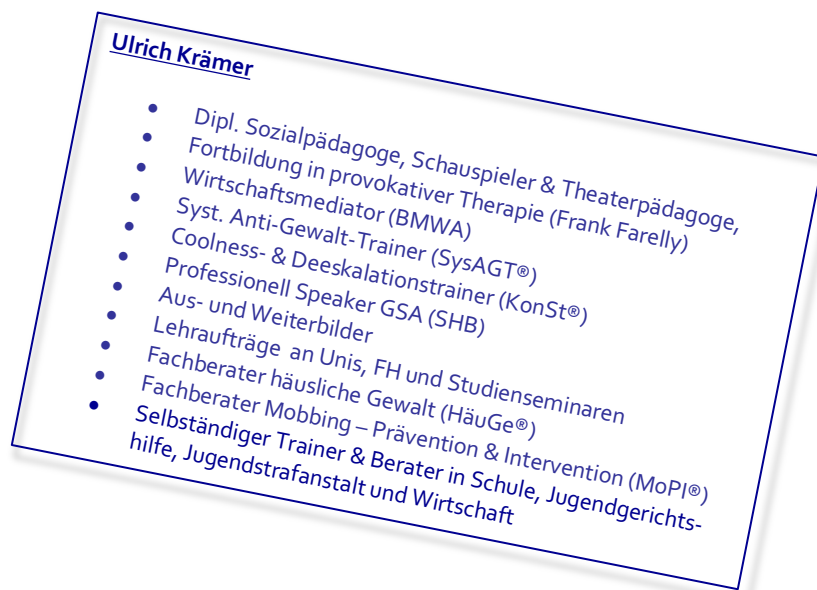 Ulrich Krämer
• Dipl. Sozialpädagoge, Schauspieler & Theaterpädagoge,
• Fortbildung in provokativer Therapie (Frank Farelly)
• Wirtschaftsmediator (BMWA)
• Syst. Anti-Gewalt-Trainer (SysAGT®)
• Coolness- & Deeskalationstrainer (KonSt®)
• Professionell Speaker GSA (SHB)
• Aus- und Weiterbilder
• Lehraufträge an Unis, FH und Studienseminaren
• Fachberater häusliche Gewalt (HäuGe®)
• Fachberater Mobbing – Prävention & Intervention (MoPI®)
• Selbständiger Trainer & Berater in Schule, Jugendgerichts-
hilfe, Jugendstrafanstalt und Wirtschaft